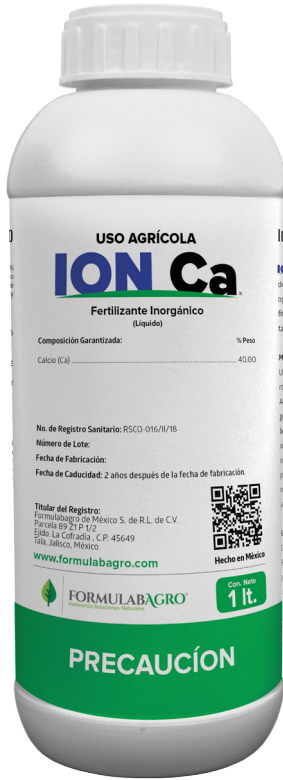 USO AGRÍCOLA
ION Ca
Fertilizante Inorgánico
(Líquido)
Composición Garantizada: % Peso
Calcio (Ca) 40.00
No. de Registro Sanitario: RSCO-016/II/18
Número de Lote:
Fecha de Fabricación:
Fecha de Caducidad: 2 años después de la fecha de fabricación.
Titular del Registro:
Formulabagro de México S. de R.L. de C.V.
Parcela 89 Z1 P 1/2
Ejido. La Cofradía , C.P. 45649
Tala, Jalisco, México.
www.formulabagro.com
Hecho en México
FORMULABAGRO®
Innovando Soluciones Naturales
Con. Neto
1 lt.
PRECAUCÍON